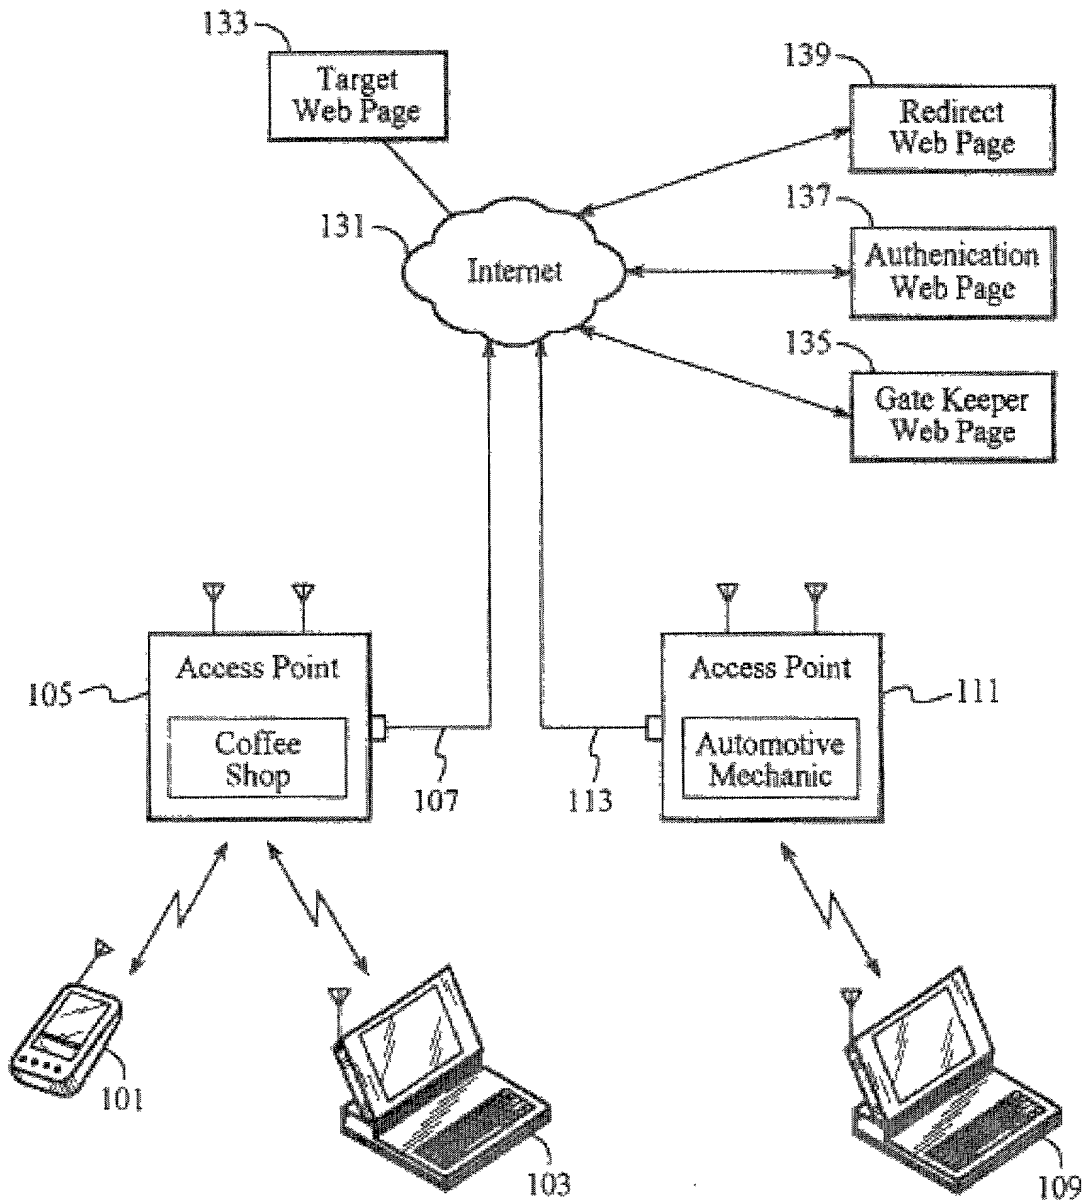 133
Target
Web Page
139
Redirect
Web Page
131
Internet
137
Authenication
Web Page
135
Gate Keeper
Web Page
105
Access Point
Coffee
Shop
107
113
Access Point
Automotive
Mechanic
111
101
103
109